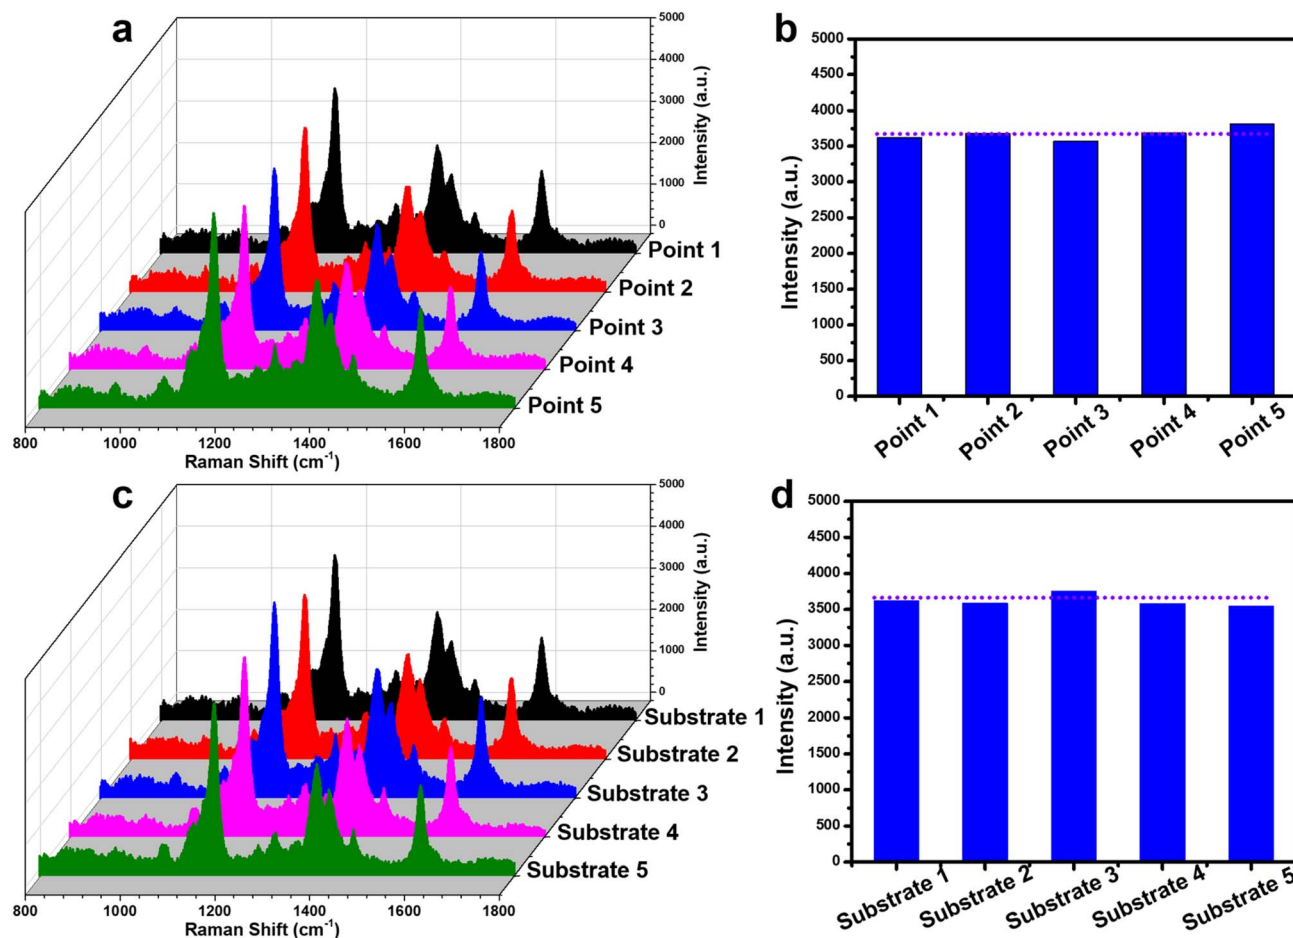 a
5000
4000
3000
2000
1000
0
Intensity (a.u.)
Point 1
Point 2
Point 3
Point 4
Point 5
800 1000 1200 1400 1600 1800
Raman Shift (cm⁻¹)
b
5000
4500
4000
3500
3000
2500
2000
1500
1000
500
0
Intensity (a.u.)
Point 1 Point 2 Point 3 Point 4 Point 5
c
5000
4000
3000
2000
1000
0
Intensity (a.u.)
Substrate 1
Substrate 2
Substrate 3
Substrate 4
Substrate 5
800 1000 1200 1400 1600 1800
Raman Shift (cm⁻¹)
d
5000
4500
4000
3500
3000
2500
2000
1500
1000
500
0
Intensity (a.u.)
Substrate 1 Substrate 2 Substrate 3 Substrate 4 Substrate 5